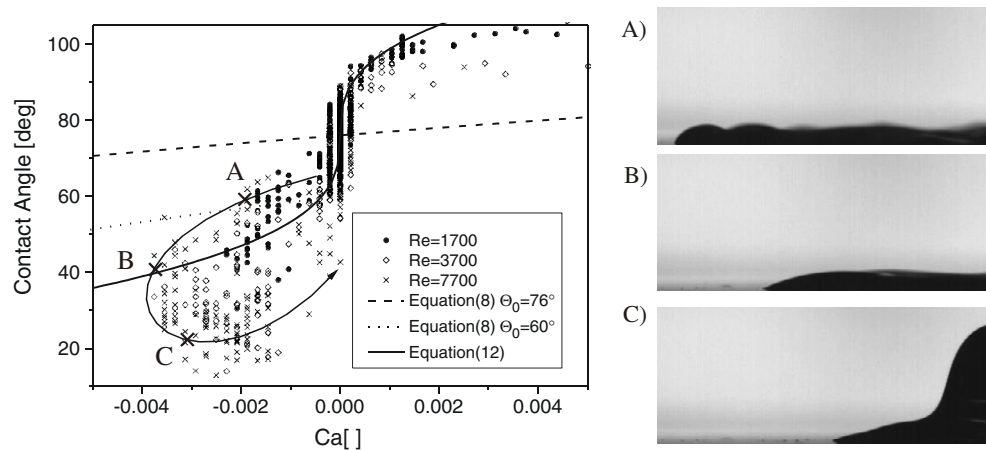 100
80
60
40
20
Contact Angle [deg]
-0.004
-0.002
0.000
0.002
0.004
Ca[ ]
A
B
C
Re=1700
Re=3700
Re=7700
Equation(8) Θ₀=76°
Equation(8) Θ₀=60°
Equation(12)
A)
B)
C)